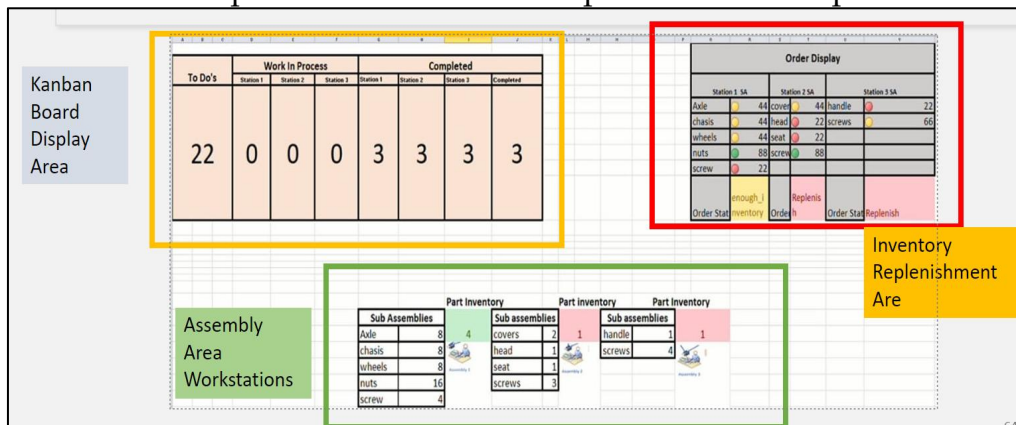 Kanban
Board
Display
Area
To Do's
Work In Process
Completed
Station 1 Station 2 Station 3 Station 1 Station 2 Station 3 Completed
22 0 0 0 3 3 3 3
Order Display
Station 1 SA Station 2 SA Station 3 SA
Axle 44 cover 44 handle 22
chasis 44 head 22 screws 66
wheels 44 seat 22
nuts 88 screw 88
screw 22
Order Stat enough_i nventory Order Replenis h Order Stat Replenish
Inventory
Replenishment
Are
Assembly
Area
Workstations
Part Inventory Part inventory Part Inventory
Sub Assemblies Sub assemblies Sub assemblies
Axle 8 4 covers 2 1 handle 1 1
chasis 8 head 1 screws 4
wheels 8 seat 1
nuts 16 screws 3
screw 4